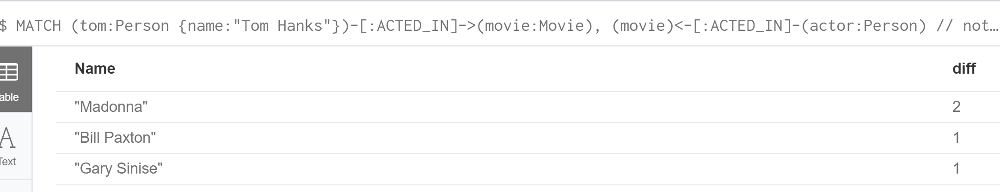 $ MATCH (tom:Person {name:"Tom Hanks"})-[:ACTED_IN]->(movie:Movie), (movie)<-[:ACTED_IN]-(actor:Person) // not…
Name diff
able
"Madonna" 2
"Bill Paxton" 1
Text
"Gary Sinise" 1